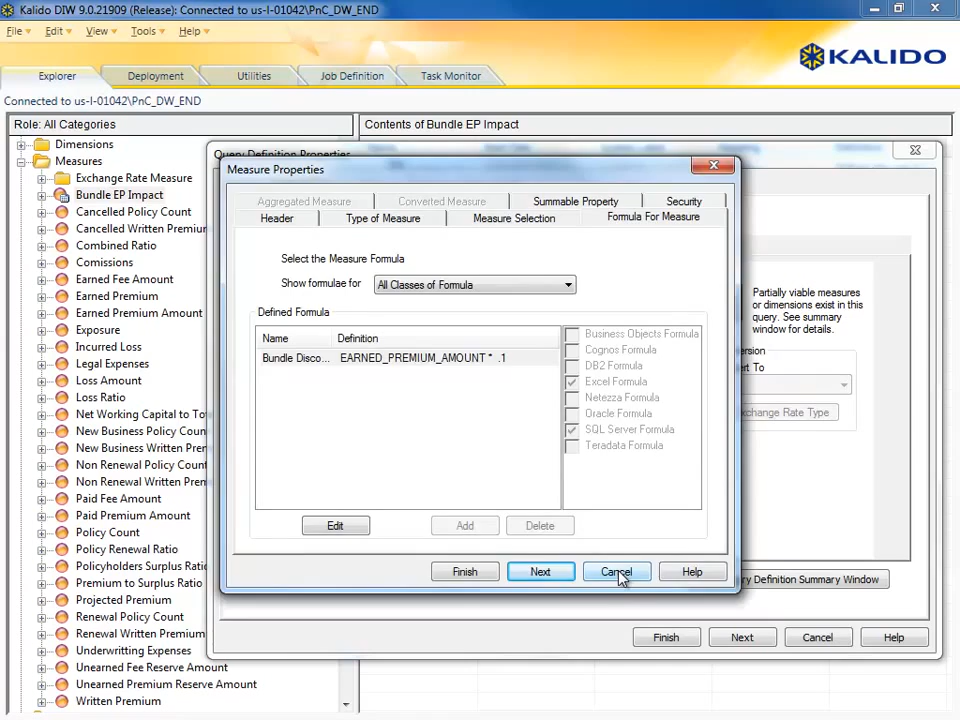 Kalido DIW 9.0.21909 (Release): Connected to us-l-01042\PnC_DW_END
File Edit View Tools Help
KALIDO
Explorer Deployment Utilities Job Definition Task Monitor
Connected to us-l-01042\PnC_DW_END
Role: All Categories
Contents of Bundle EP Impact
Dimensions
Measures
Exchange Rate Measure
Bundle EP Impact
Cancelled Policy Count
Cancelled Written Premium
Combined Ratio
Comissions
Earned Fee Amount
Earned Premium
Earned Premium Amount
Exposure
Incurred Loss
Legal Expenses
Loss Amount
Loss Ratio
Net Working Capital to To
New Business Policy Coun
New Business Written Pren
Non Renewal Policy Count
Non Renewal Written Pren
Paid Fee Amount
Paid Premium Amount
Policy Count
Policy Renewal Ratio
Policyholders Surplus Ratio
Premium to Surplus Ratio
Projected Premium
Renewal Policy Count
Renewal Written Premium
Underwritting Expenses
Unearned Fee Reserve Amount
Unearned Premium Reserve Amount
Written Premium
Query Definition Properties
Measure Properties
Aggregated Measure Converted Measure Summable Property Security
Header Type of Measure Measure Selection Formula For Measure
Select the Measure Formula
Show formulae for All Classes of Formula
Defined Formula
Name Definition
Bundle Disco... EARNED_PREMIUM_AMOUNT * .1
Business Objects Formula
Cognos Formula
DB2 Formula
Excel Formula
Netezza Formula
Oracle Formula
SQL Server Formula
Teradata Formula
Edit Add Delete
Finish Next Cancel Help
Partially viable measures
or dimensions exist in this
query. See summary
window for details.
version
rt To
xchange Rate Type
ry Definition Summary Window
Finish Next Cancel Help